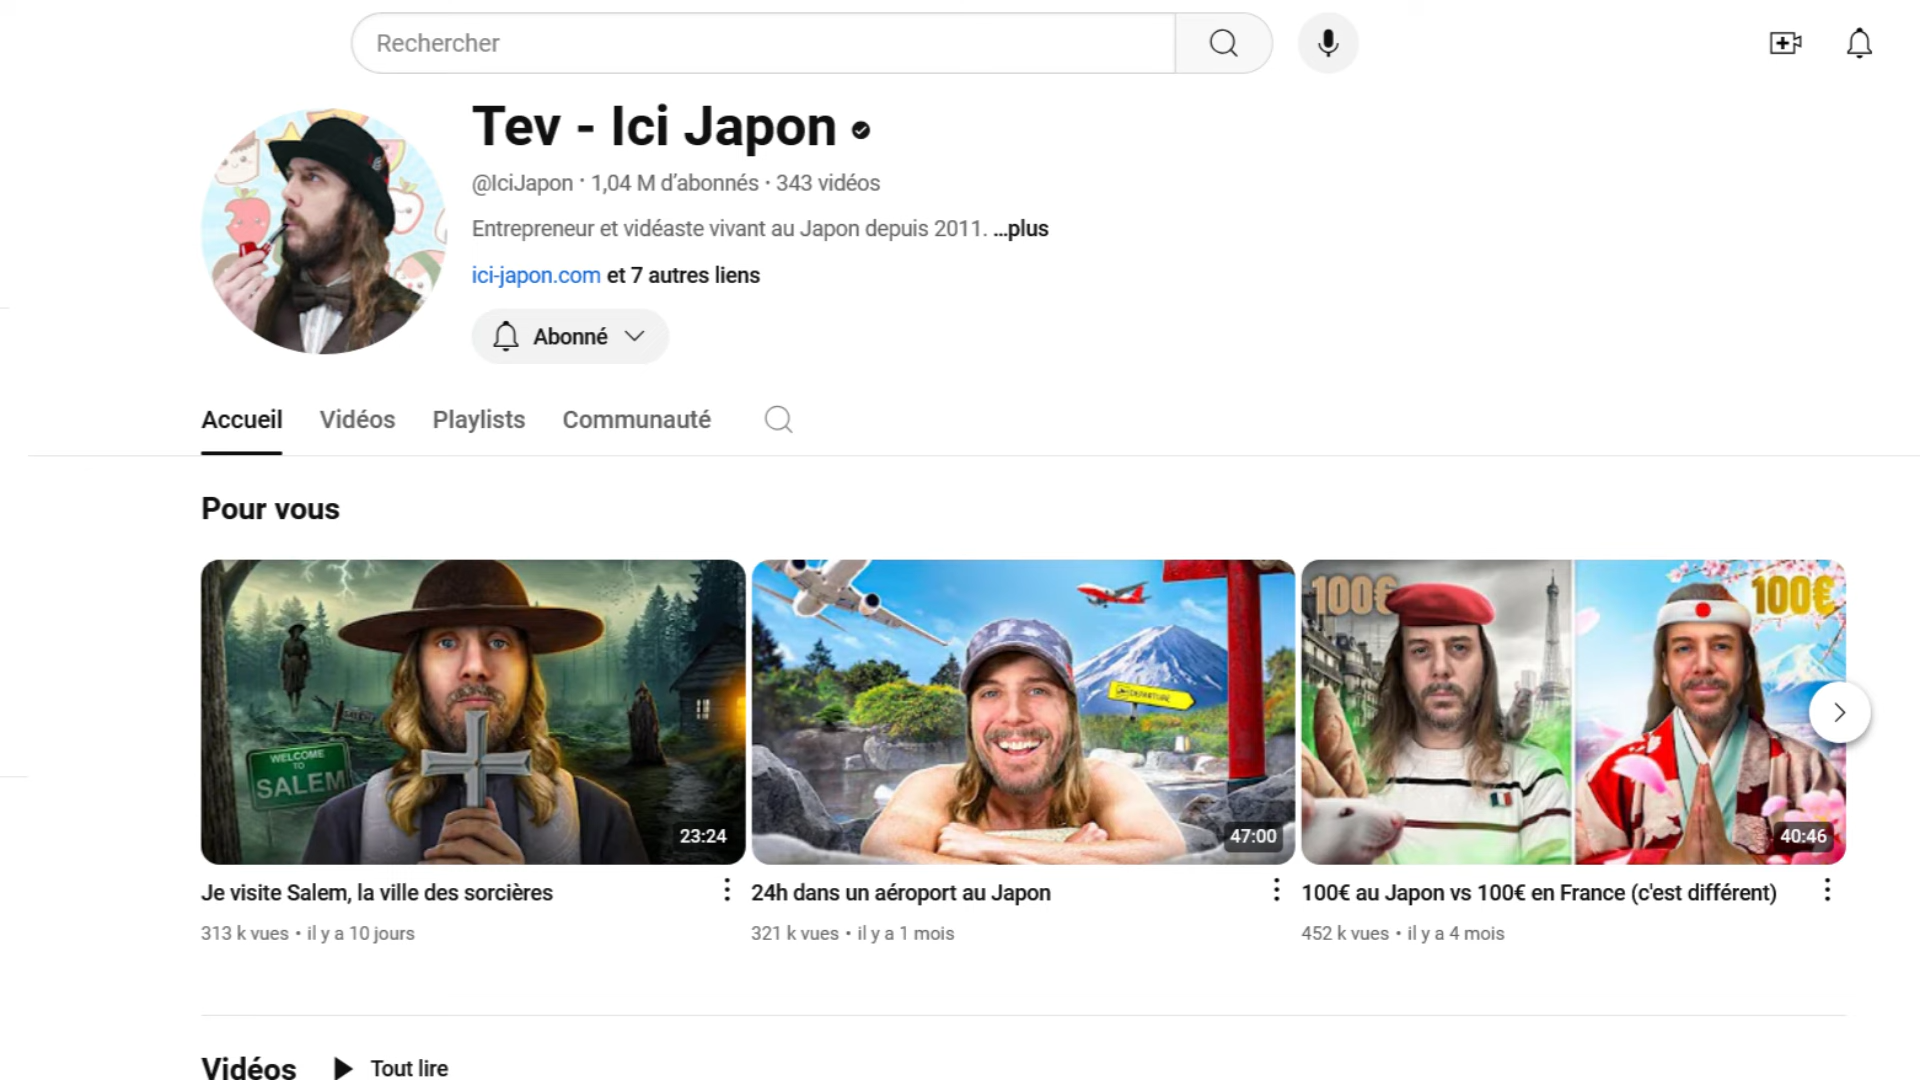 Rechercher
Tev - Ici Japon
@IciJapon · 1,04 M d’abonnés · 343 vidéos
Entrepreneur et vidéaste vivant au Japon depuis 2011. ...plus
ici-japon.com et 7 autres liens
Abonné
Accueil Vidéos Playlists Communauté
Pour vous
WELCOME
TO
SALEM
23:24
DEPARTURE
47:00
100€
100€
40:46
Je visite Salem, la ville des sorcières
313 k vues • il y a 10 jours
24h dans un aéroport au Japon
321 k vues • il y a 1 mois
100€ au Japon vs 100€ en France (c'est différent)
452 k vues • il y a 4 mois
Vidéos Tout lire